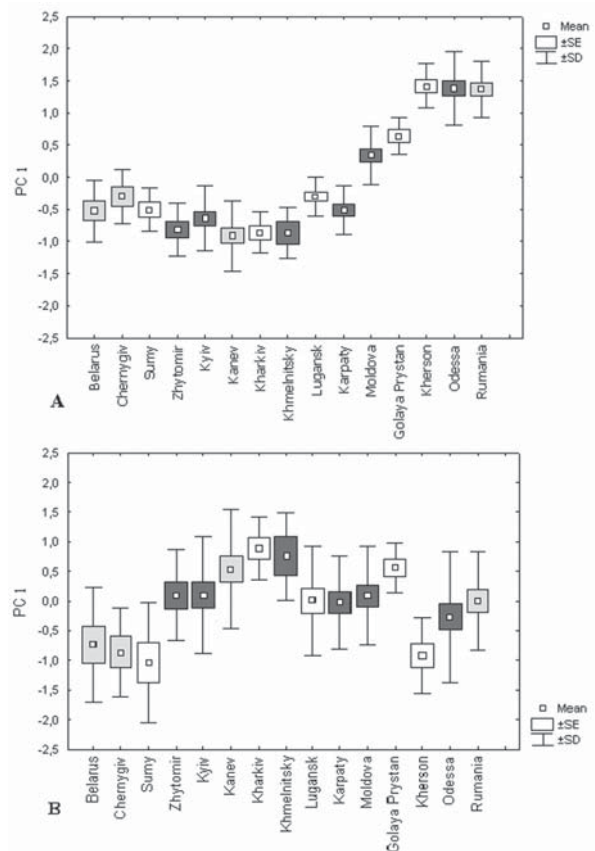 Mean
±SE
±SD
2,5
2,0
1,5
1,0
0,5
0,0
-0,5
-1,0
-1,5
-2,0
-2,5
PC 1
Belarus
Chernygiv
Sumy
Zhytomir
Kyiv
Kanev
Kharkiv
Khmelnitsky
Lugansk
Karpaty
Moldova
Golaya Prystan
Kherson
Odessa
Rumania
A
2,5
2,0
1,5
1,0
0,5
0,0
-0,5
-1,0
-1,5
-2,0
-2,5
PC 1
Mean
±SE
±SD
Belarus
Chernygiv
Sumy
Zhytomir
Kyiv
Kanev
Kharkiv
Khmelnitsky
Lugansk
Karpaty
Moldova
Golaya Prystan
Kherson
Odessa
Rumania
B